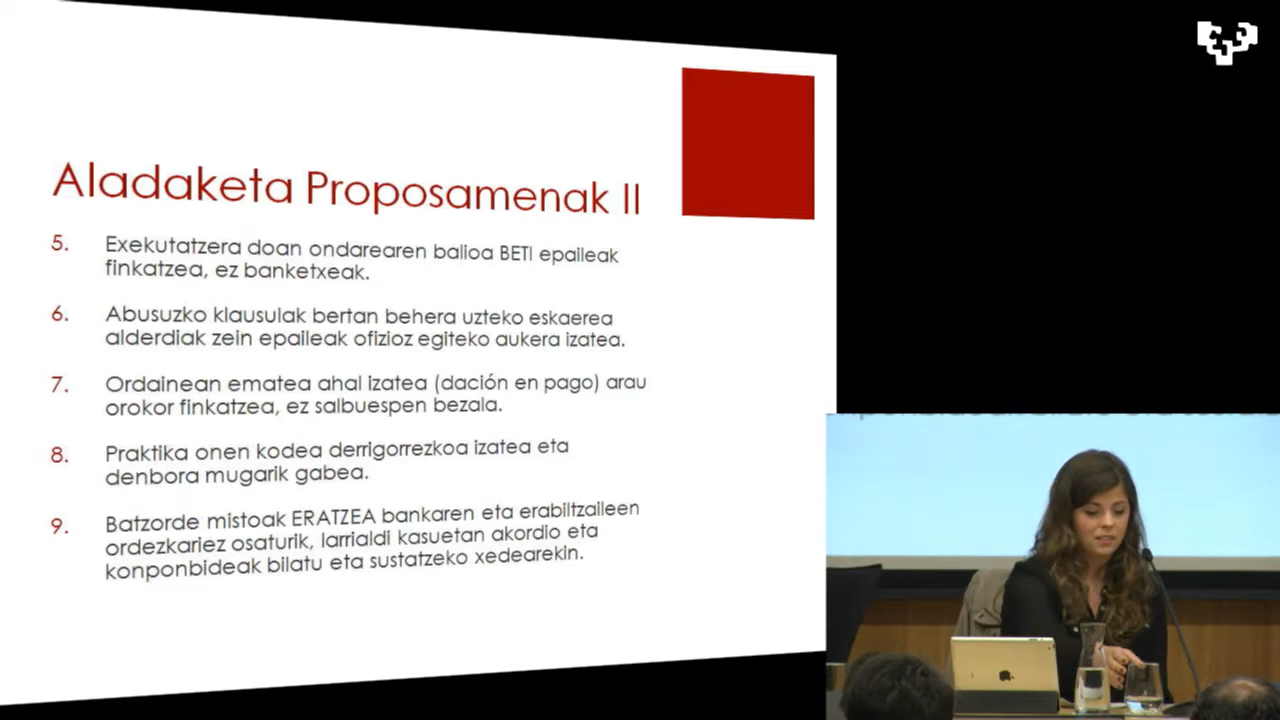 Aladaketa Proposamenak II
5. Exekutatzera doan ondarearen balioa BETI epaileak
finkatzea, ez banketxeak.
6. Abusuzko klausulak bertan behera uzteko eskaerea
alderdiak zein epaileak ofizioz egiteko aukera izatea.
7. Ordainean ematea ahal izatea (dación en pago) arau
orokor finkatzea, ez salbuespen bezala.
8. Praktika onen kodea derrigorrezkoa izatea eta
denbora mugarik gabea.
9. Batzorde mistoak ERATZEA bankaren eta erabiltzaileen
ordezkariez osaturik, larrialdi kasuetan akordio eta
konponbideak bilatu eta sustatzeko xedearekin.